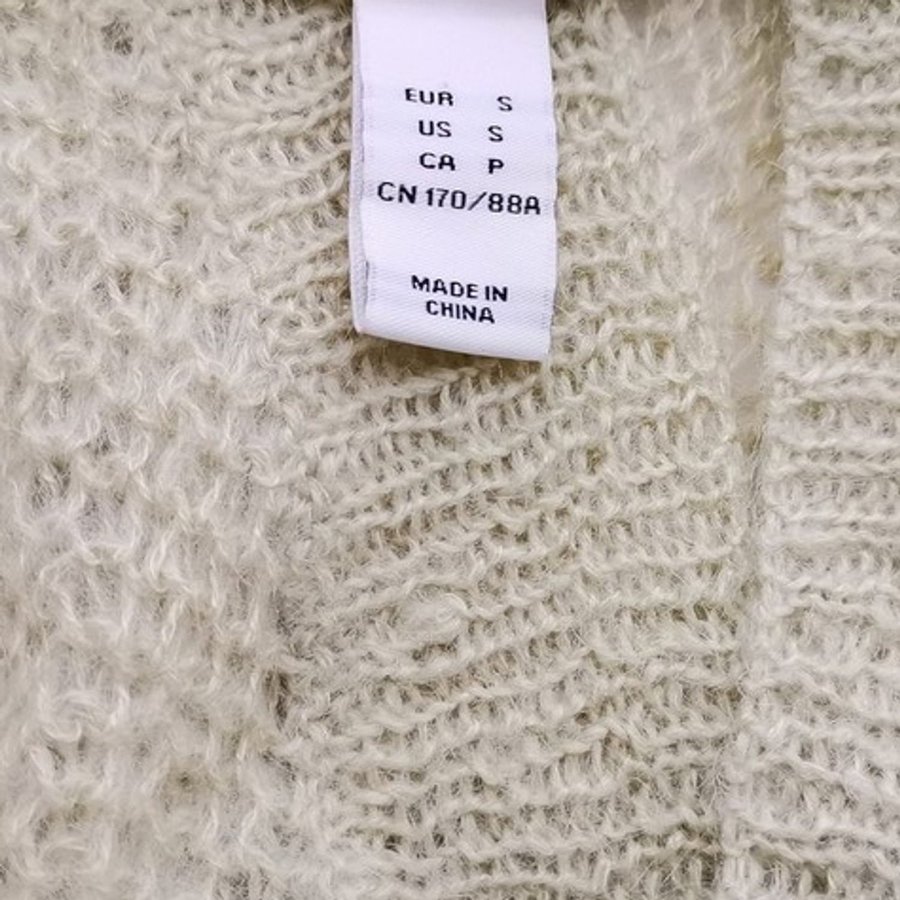 EUR S
US S
CA P
CN 170/88A
MADE IN
CHINA